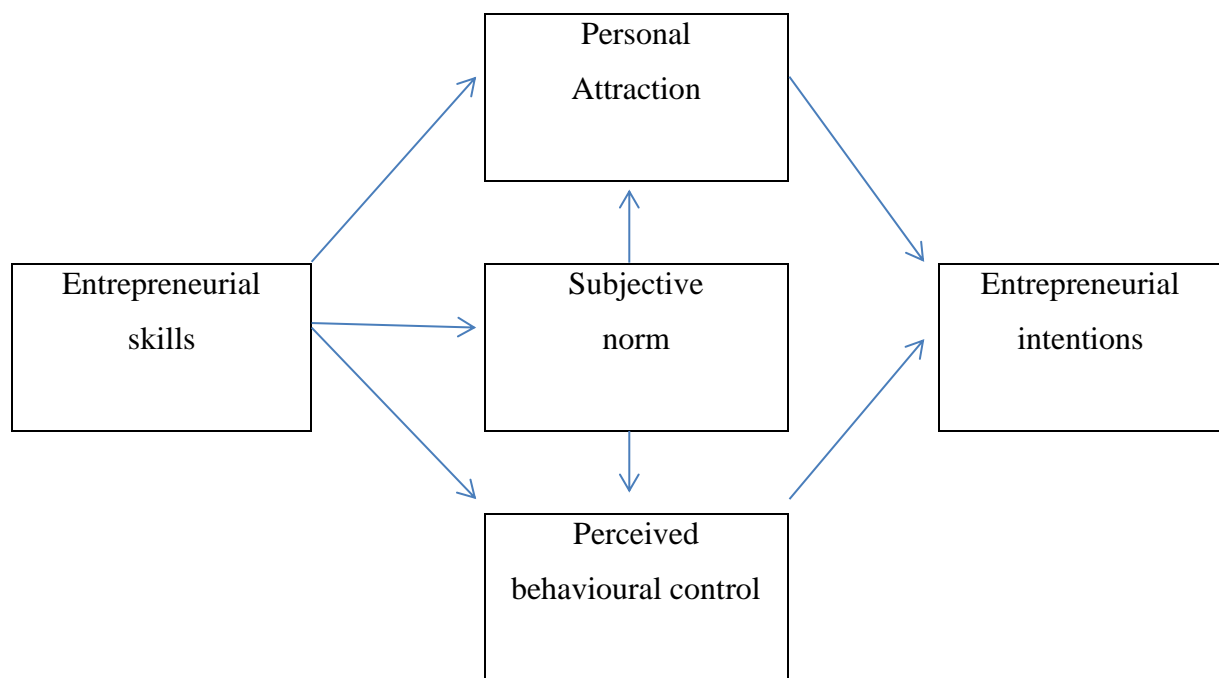 Personal
Attraction
Entrepreneurial
skills
Subjective
norm
Entrepreneurial
intentions
Perceived
behavioural control